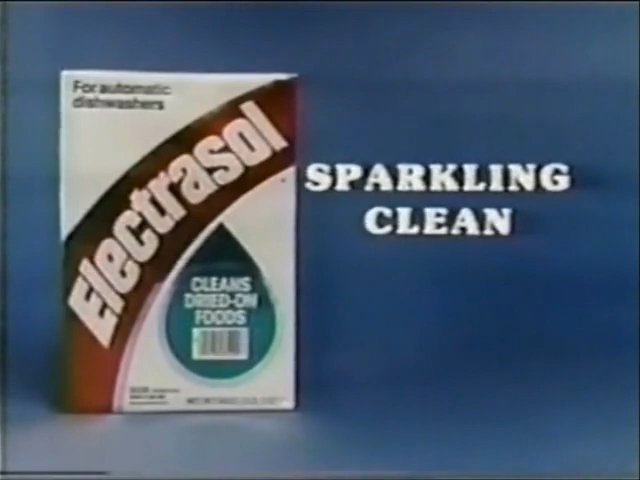 For automatic
dishwashers
Electrasol
CLEANS
DRIED-ON
FOODS
SPARKLING
CLEAN